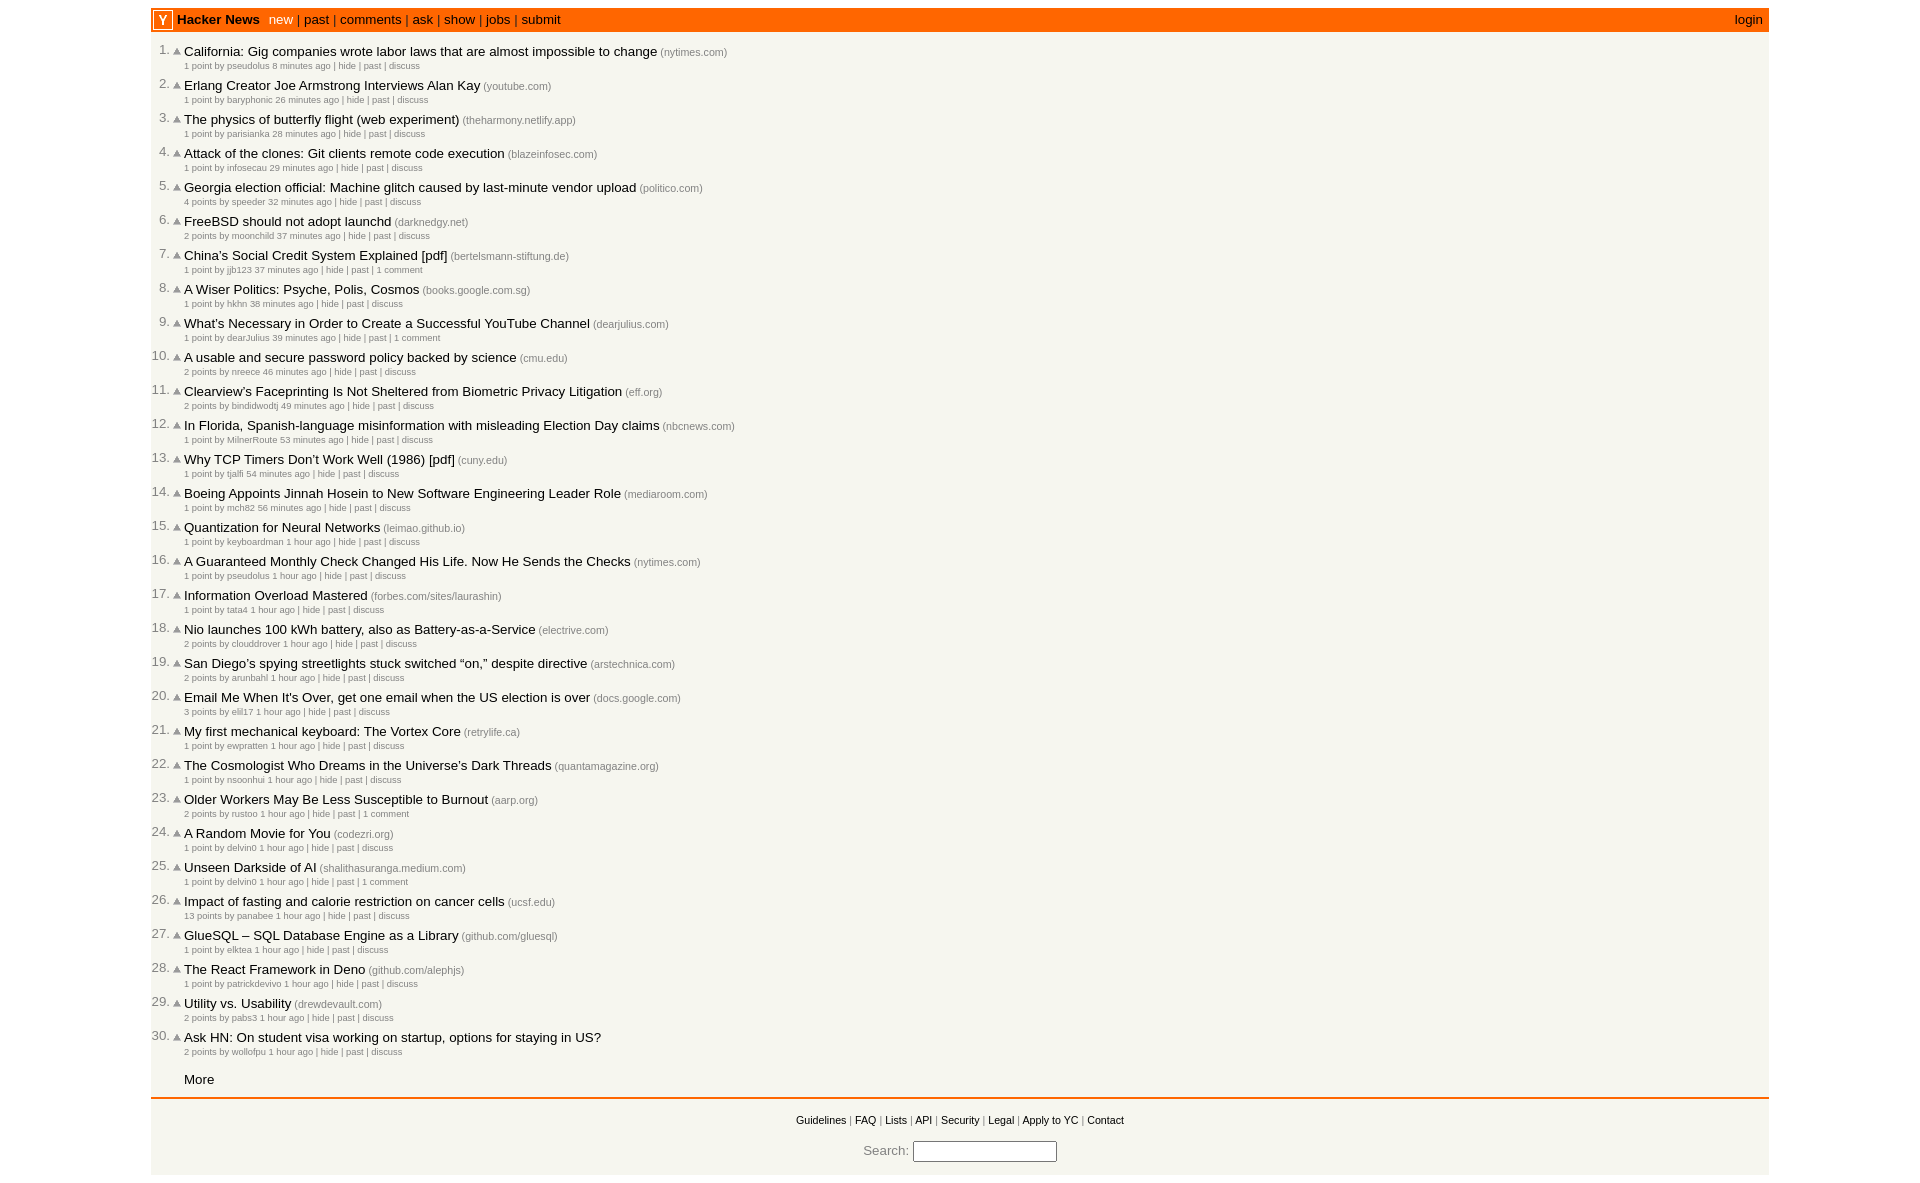 Y Hacker News new | past | comments | ask | show | jobs | submit login
1. California: Gig companies wrote labor laws that are almost impossible to change (nytimes.com)
1 point by pseudolus 8 minutes ago | hide | past | discuss
2. Erlang Creator Joe Armstrong Interviews Alan Kay (youtube.com)
1 point by baryphonic 26 minutes ago | hide | past | discuss
3. The physics of butterfly flight (web experiment) (theharmony.netlify.app)
1 point by parisianka 28 minutes ago | hide | past | discuss
4. Attack of the clones: Git clients remote code execution (blazeinfosec.com)
1 point by infosecau 29 minutes ago | hide | past | discuss
5. Georgia election official: Machine glitch caused by last-minute vendor upload (politico.com)
4 points by speeder 32 minutes ago | hide | past | discuss
6. FreeBSD should not adopt launchd (darknedgy.net)
2 points by moonchild 37 minutes ago | hide | past | discuss
7. China’s Social Credit System Explained [pdf] (bertelsmann-stiftung.de)
1 point by jjb123 37 minutes ago | hide | past | 1 comment
8. A Wiser Politics: Psyche, Polis, Cosmos (books.google.com.sg)
1 point by hkhn 38 minutes ago | hide | past | discuss
9. What’s Necessary in Order to Create a Successful YouTube Channel (dearjulius.com)
1 point by dearJulius 39 minutes ago | hide | past | 1 comment
10. A usable and secure password policy backed by science (cmu.edu)
2 points by nreece 46 minutes ago | hide | past | discuss
11. Clearview’s Faceprinting Is Not Sheltered from Biometric Privacy Litigation (eff.org)
2 points by bindidwodtj 49 minutes ago | hide | past | discuss
12. In Florida, Spanish-language misinformation with misleading Election Day claims (nbcnews.com)
1 point by MilnerRoute 53 minutes ago | hide | past | discuss
13. Why TCP Timers Don’t Work Well (1986) [pdf] (cuny.edu)
1 point by tjalfi 54 minutes ago | hide | past | discuss
14. Boeing Appoints Jinnah Hosein to New Software Engineering Leader Role (mediaroom.com)
1 point by mch82 56 minutes ago | hide | past | discuss
15. Quantization for Neural Networks (leimao.github.io)
1 point by keyboardman 1 hour ago | hide | past | discuss
16. A Guaranteed Monthly Check Changed His Life. Now He Sends the Checks (nytimes.com)
1 point by pseudolus 1 hour ago | hide | past | discuss
17. Information Overload Mastered (forbes.com/sites/laurashin)
1 point by tata4 1 hour ago | hide | past | discuss
18. Nio launches 100 kWh battery, also as Battery-as-a-Service (electrive.com)
2 points by clouddrover 1 hour ago | hide | past | discuss
19. San Diego’s spying streetlights stuck switched “on,” despite directive (arstechnica.com)
2 points by arunbahl 1 hour ago | hide | past | discuss
20. Email Me When It's Over, get one email when the US election is over (docs.google.com)
3 points by elil17 1 hour ago | hide | past | discuss
21. My first mechanical keyboard: The Vortex Core (retrylife.ca)
1 point by ewpratten 1 hour ago | hide | past | discuss
22. The Cosmologist Who Dreams in the Universe’s Dark Threads (quantamagazine.org)
1 point by nsoonhui 1 hour ago | hide | past | discuss
23. Older Workers May Be Less Susceptible to Burnout (aarp.org)
2 points by rustoo 1 hour ago | hide | past | 1 comment
24. A Random Movie for You (codezri.org)
1 point by delvin0 1 hour ago | hide | past | discuss
25. Unseen Darkside of AI (shalithasuranga.medium.com)
1 point by delvin0 1 hour ago | hide | past | 1 comment
26. Impact of fasting and calorie restriction on cancer cells (ucsf.edu)
13 points by panabee 1 hour ago | hide | past | discuss
27. GlueSQL – SQL Database Engine as a Library (github.com/gluesql)
1 point by elktea 1 hour ago | hide | past | discuss
28. The React Framework in Deno (github.com/alephjs)
1 point by patrickdevivo 1 hour ago | hide | past | discuss
29. Utility vs. Usability (drewdevault.com)
2 points by pabs3 1 hour ago | hide | past | discuss
30. Ask HN: On student visa working on startup, options for staying in US?
2 points by wollofpu 1 hour ago | hide | past | discuss
More
Guidelines | FAQ | Lists | API | Security | Legal | Apply to YC | Contact
Search: